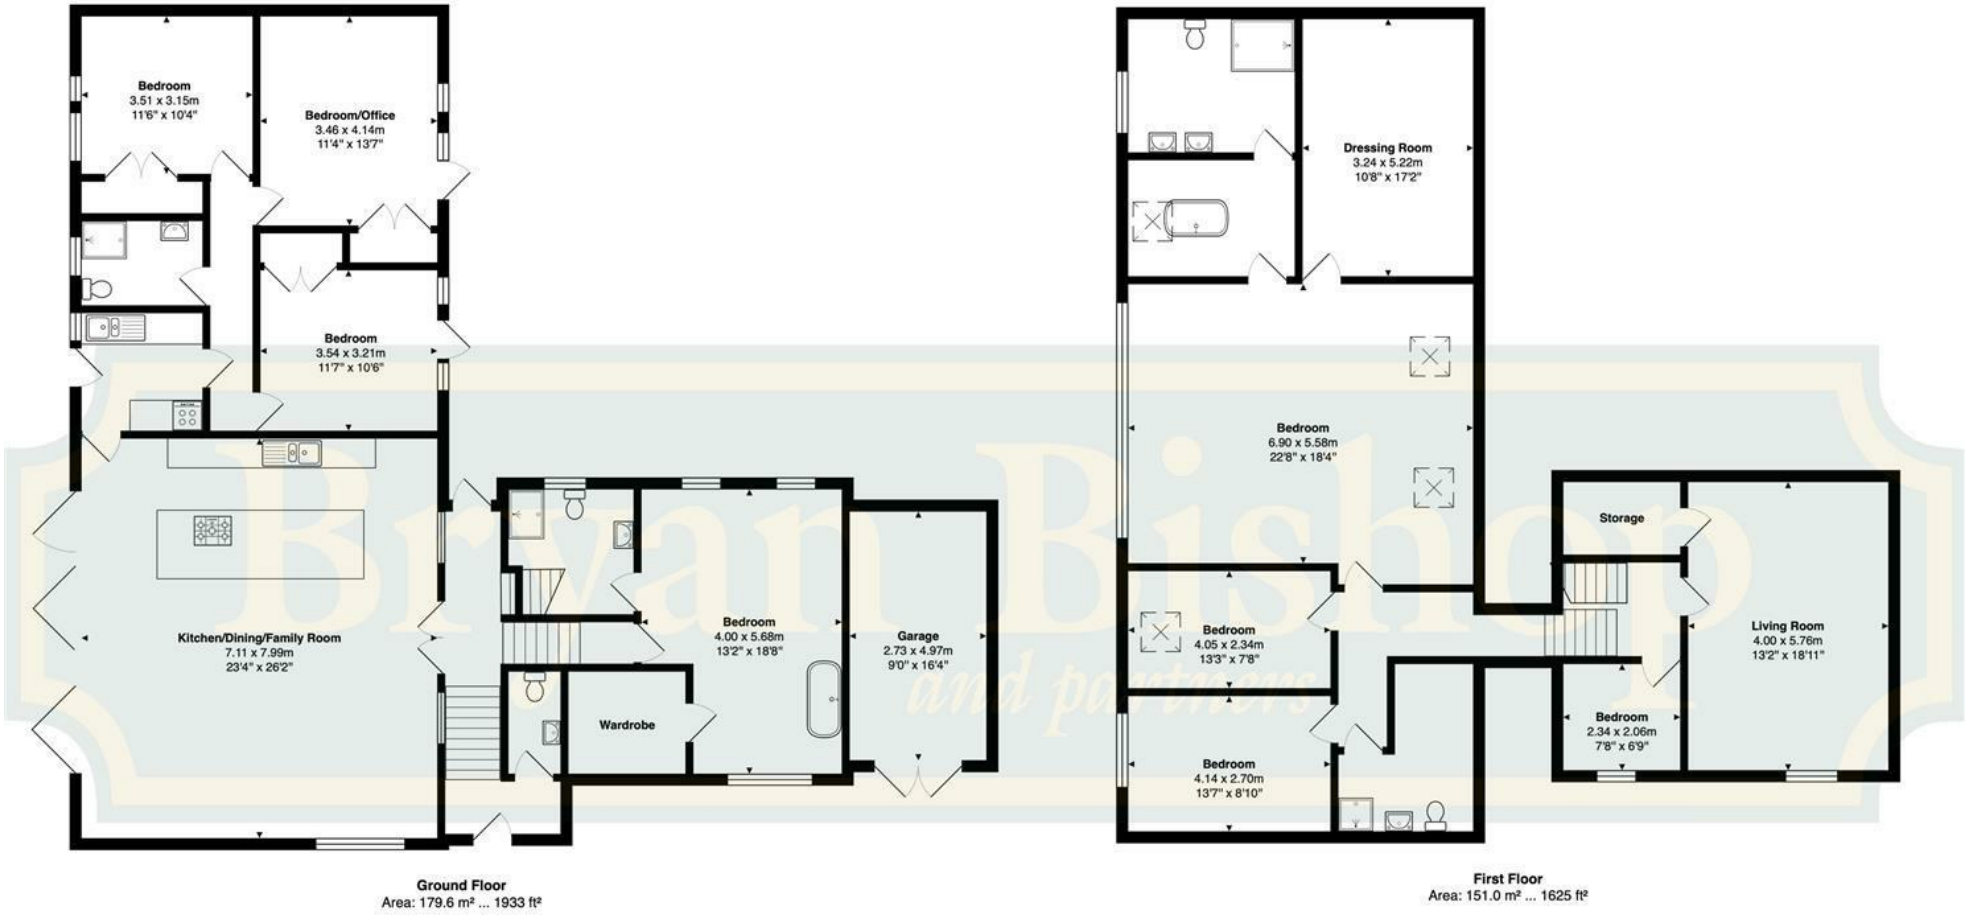 Bedroom
3.51 x 3.15m
11'6" x 10'4"
Bedroom/Office
3.46 x 4.14m
11'4" x 13'7"
Bedroom
3.54 x 3.21m
11'7" x 10'6"
Kitchen/Dining/Family Room
7.11 x 7.99m
23'4" x 26'2"
Bedroom
4.00 x 5.68m
13'2" x 18'8"
Wardrobe
Garage
2.73 x 4.97m
9'0" x 16'4"
Ground Floor
Area: 179.6 m² ... 1933 ft²
Dressing Room
3.24 x 5.22m
10'8" x 17'2"
Bedroom
6.90 x 5.58m
22'8" x 18'4"
Bedroom
4.05 x 2.34m
13'3" x 7'8"
Bedroom
4.14 x 2.70m
13'7" x 8'10"
Storage
Living Room
4.00 x 5.76m
13'2" x 18'11"
Bedroom
2.34 x 2.06m
7'8" x 6'9"
First Floor
Area: 151.0 m² ... 1625 ft²
Bryan Bishop
and partners